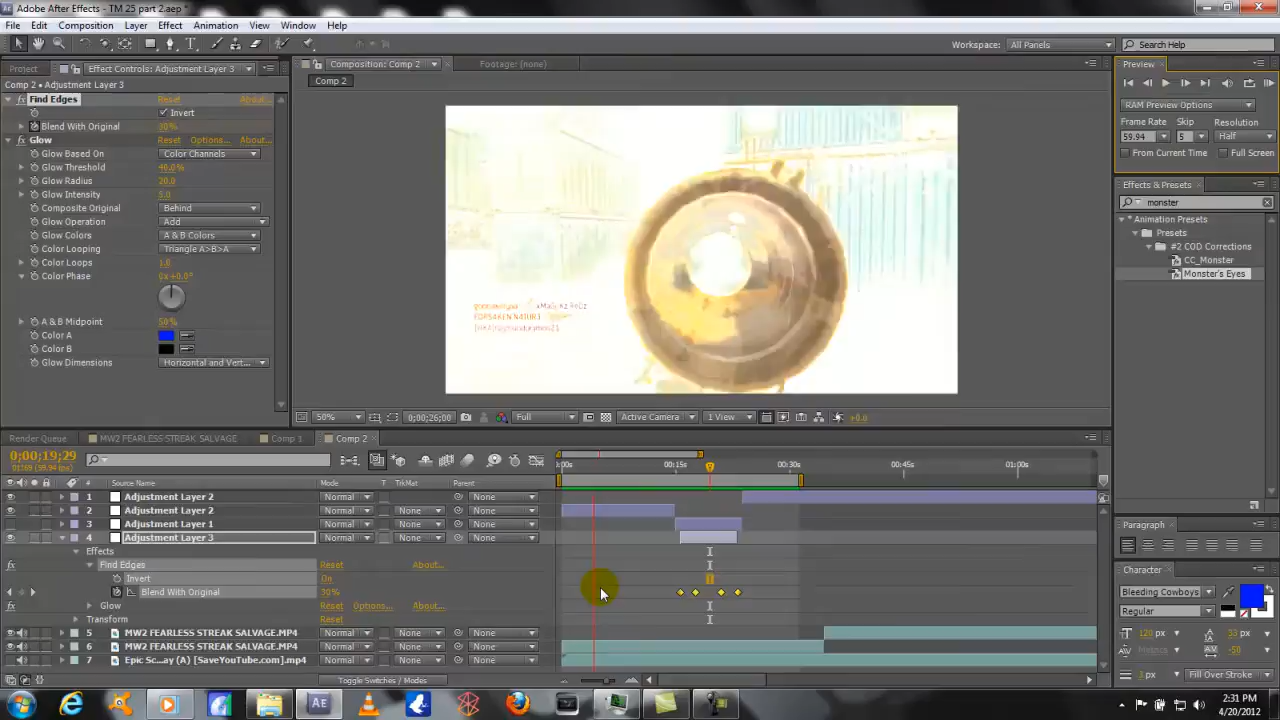 Adobe After Effects - TM 25 part 2.aep *
File Edit Composition Layer Effect Animation View Window Help
Workspace: All Panels Search Help
Project Effect Controls: Adjustment Layer 3
Composition: Comp 2 Footage: (none)
Preview
Comp 2 • Adjustment Layer 3
Comp 2
Find Edges Reset About...
Invert
Blend With Original 30%
Glow Reset Options... About...
Glow Based On Color Channels
Glow Threshold 40.0%
Glow Radius 20.0
Glow Intensity 5.0
Composite Original Behind
Glow Operation Add
Glow Colors A & B Colors
Color Looping Triangle A>B>A
Color Loops 1.0
Color Phase 0x +0.0°
A & B Midpoint 50%
Color A
Color B
Glow Dimensions Horizontal and Vert...
RAM Preview Options
Frame Rate Skip Resolution
59.94 5 Half
From Current Time Full Screen
Effects & Presets
monster
* Animation Presets
Presets
#2 COD Corrections
CC_Monster
Monster's Eyes
50% 0;00;26;00 Full Active Camera 1 View +0.0
Render Queue MW2 FEARLESS STREAK SALVAGE Comp 1 Comp 2
0;00;19;29
01169 (59.94 fps)
:00s 00:15s 00:30s 00:45s 01:00s
# Source Name Mode T TrkMat Parent
1 Adjustment Layer 2 Normal None
2 Adjustment Layer 2 Normal None None
3 Adjustment Layer 1 Normal None None
4 Adjustment Layer 3 Normal None None
Effects
Find Edges Reset About...
Invert On
Blend With Original 30%
Glow Reset Options... About...
Transform Reset
5 MW2 FEARLESS STREAK SALVAGE.MP4 Normal None None
6 MW2 FEARLESS STREAK SALVAGE.MP4 Normal None None
7 Epic Sc...ay (A) [SaveYouTube.com].mp4 Normal None None
Toggle Switches / Modes
Paragraph
Character
Bleeding Cowboys
Regular
120 px 33 px
Metrics -50
3 px Fill Over Stroke
2:31 PM
4/20/2012